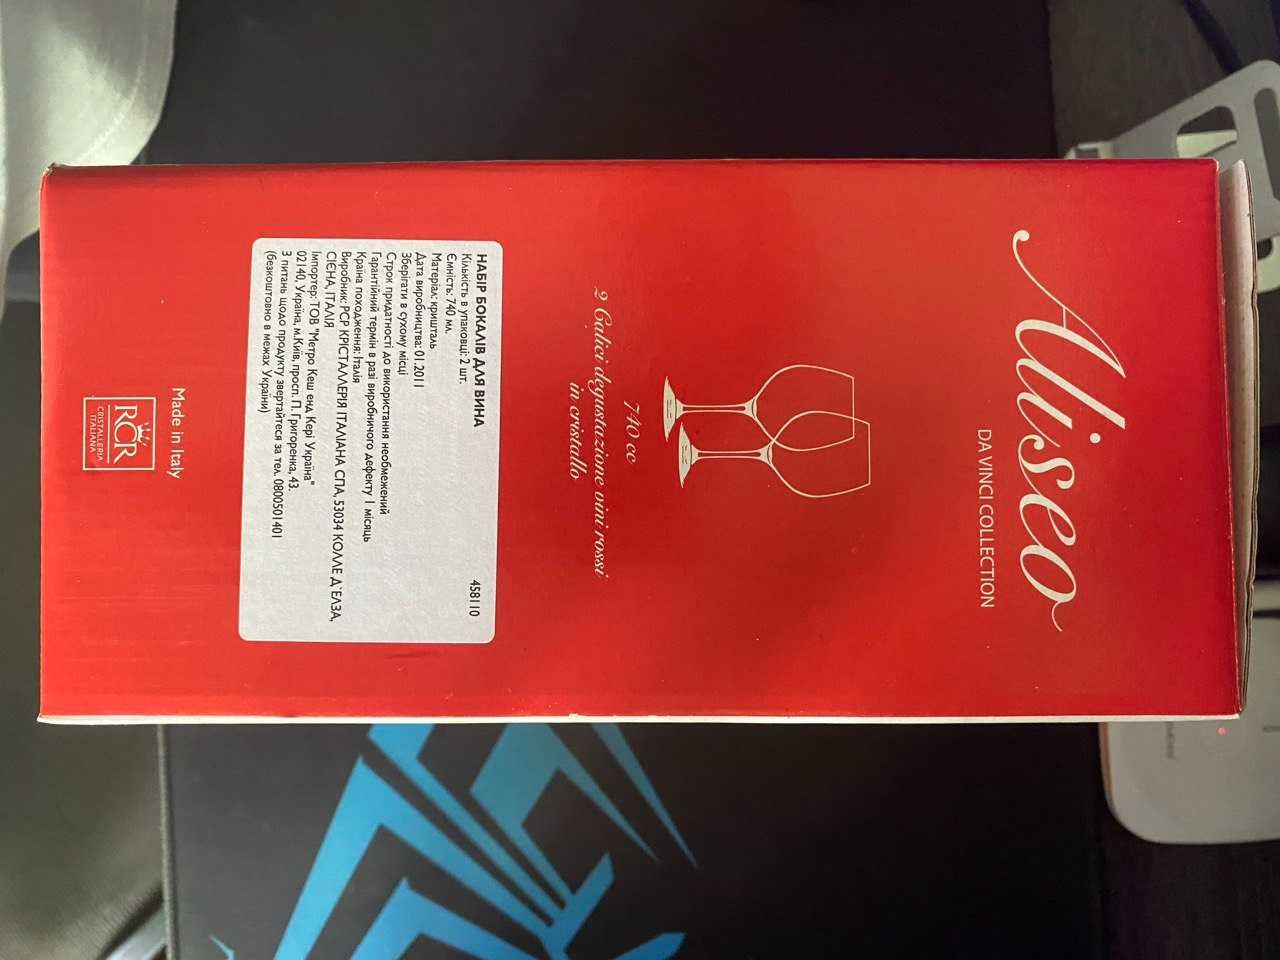 Aliseo
DA VINCI COLLECTION
2 Calici degustazione vini rossi
740 cc
in cristallo
НАБІР БОКАЛІВ ДЛЯ ВИНА 458110
Кількість в упаковці: 2 шт.
Ємність: 740 мл.
Матеріал: кришталь
Дата виробництва: 01.2011
Зберігати в сухому місці
Строк придатності до використання необмежений
Гарантійний термін в разі виробничого дефекту 1 місяць
Країна походження: Італія
Виробник: РСР КРІСТАЛЛЕРІЯ ІТАЛІАНА СПА, 53034 КОЛЛЕ Д`ЕЛЗА,
СІЄНА, ІТАЛІЯ
Імпортер: ТОВ "Метро Кеш енд Кері Україна"
02140, Україна, м.Київ, просп. П. Григоренка, 43.
З питань щодо продукту звертайтеся за тел. 0800501401
(безкоштовно в межах України)
Made in Italy
RCR
CRISTALLERIA
ITALIANA